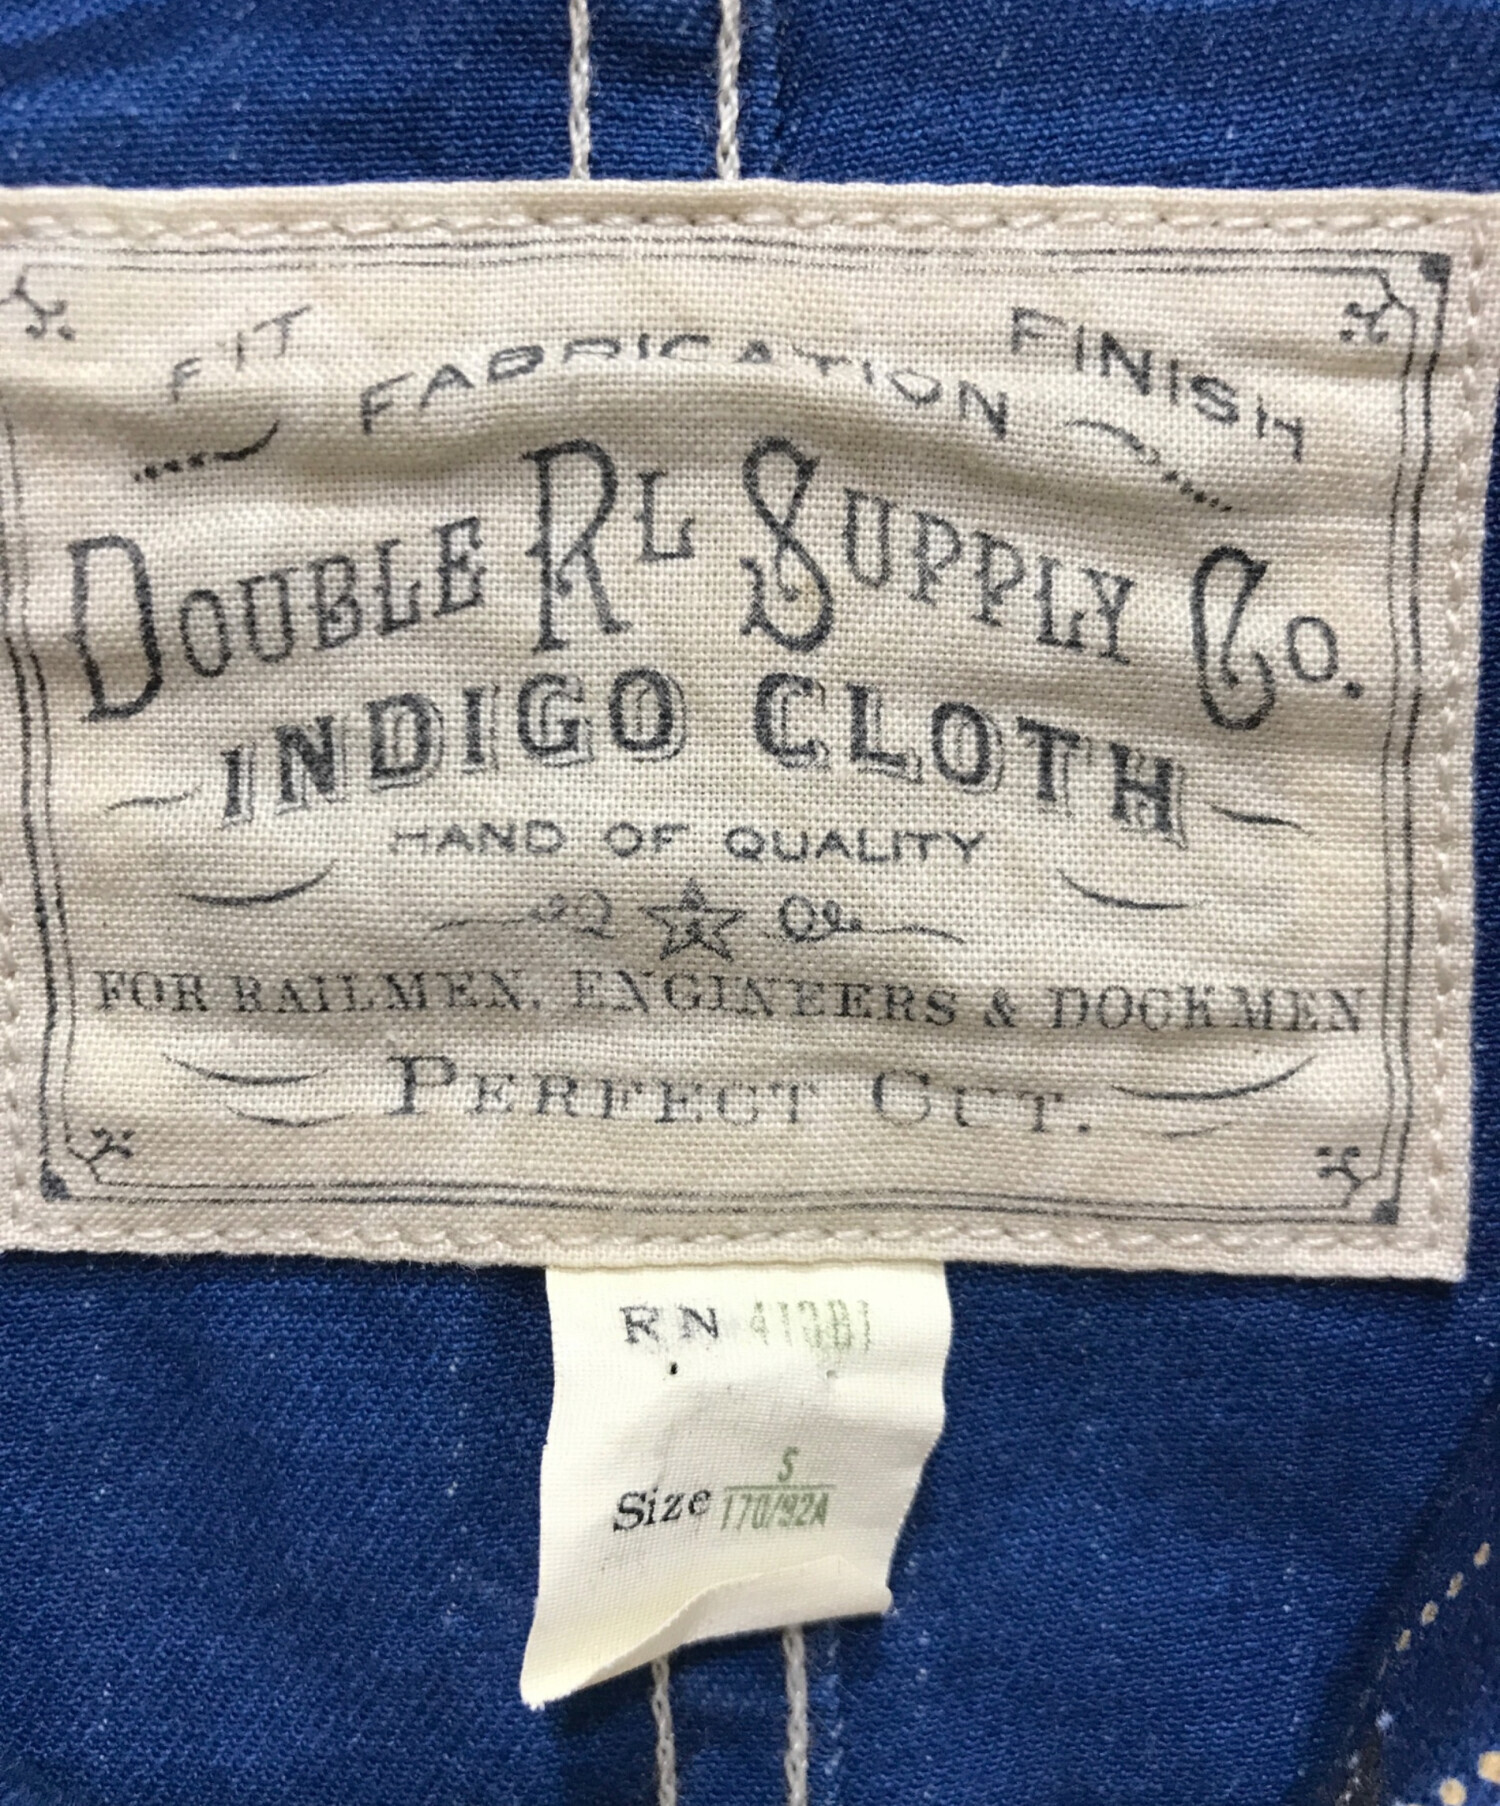 FIT FABRICATION FINISH
DOUBLE RL SUPPLY CO.
INDIGO CLOTH
HAND OF QUALITY
FOR RAILMEN, ENGINEERS & DOCKMEN
PERFECT CUT.
RN 41381
Size S
170/92A